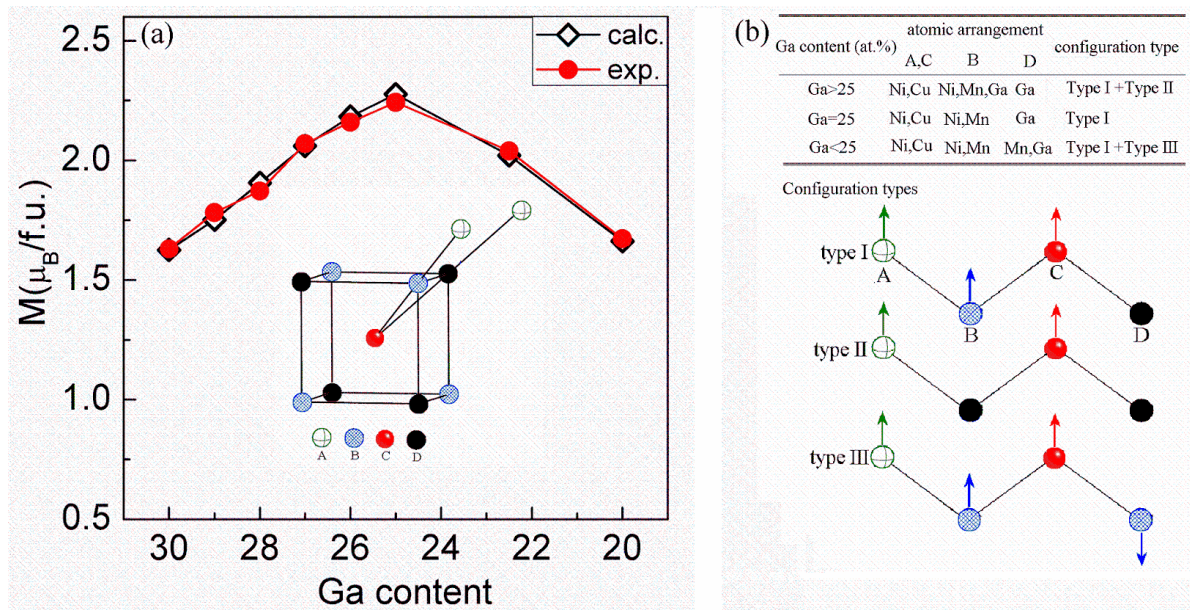 (a)
calc.
exp.
2.5
2.0
1.5
1.0
0.5
M(μB/f.u.)
A B C D
30 28 26 24 22 20
Ga content
(b)
atomic arrangement
Ga content (at.%) A,C B D configuration type
Ga>25 Ni,Cu Ni,Mn,Ga Ga Type I +Type II
Ga=25 Ni,Cu Ni,Mn Ga Type I
Ga<25 Ni,Cu Ni,Mn Mn,Ga Type I +Type III
Configuration types
type I
A
C
B
D
type II
type III